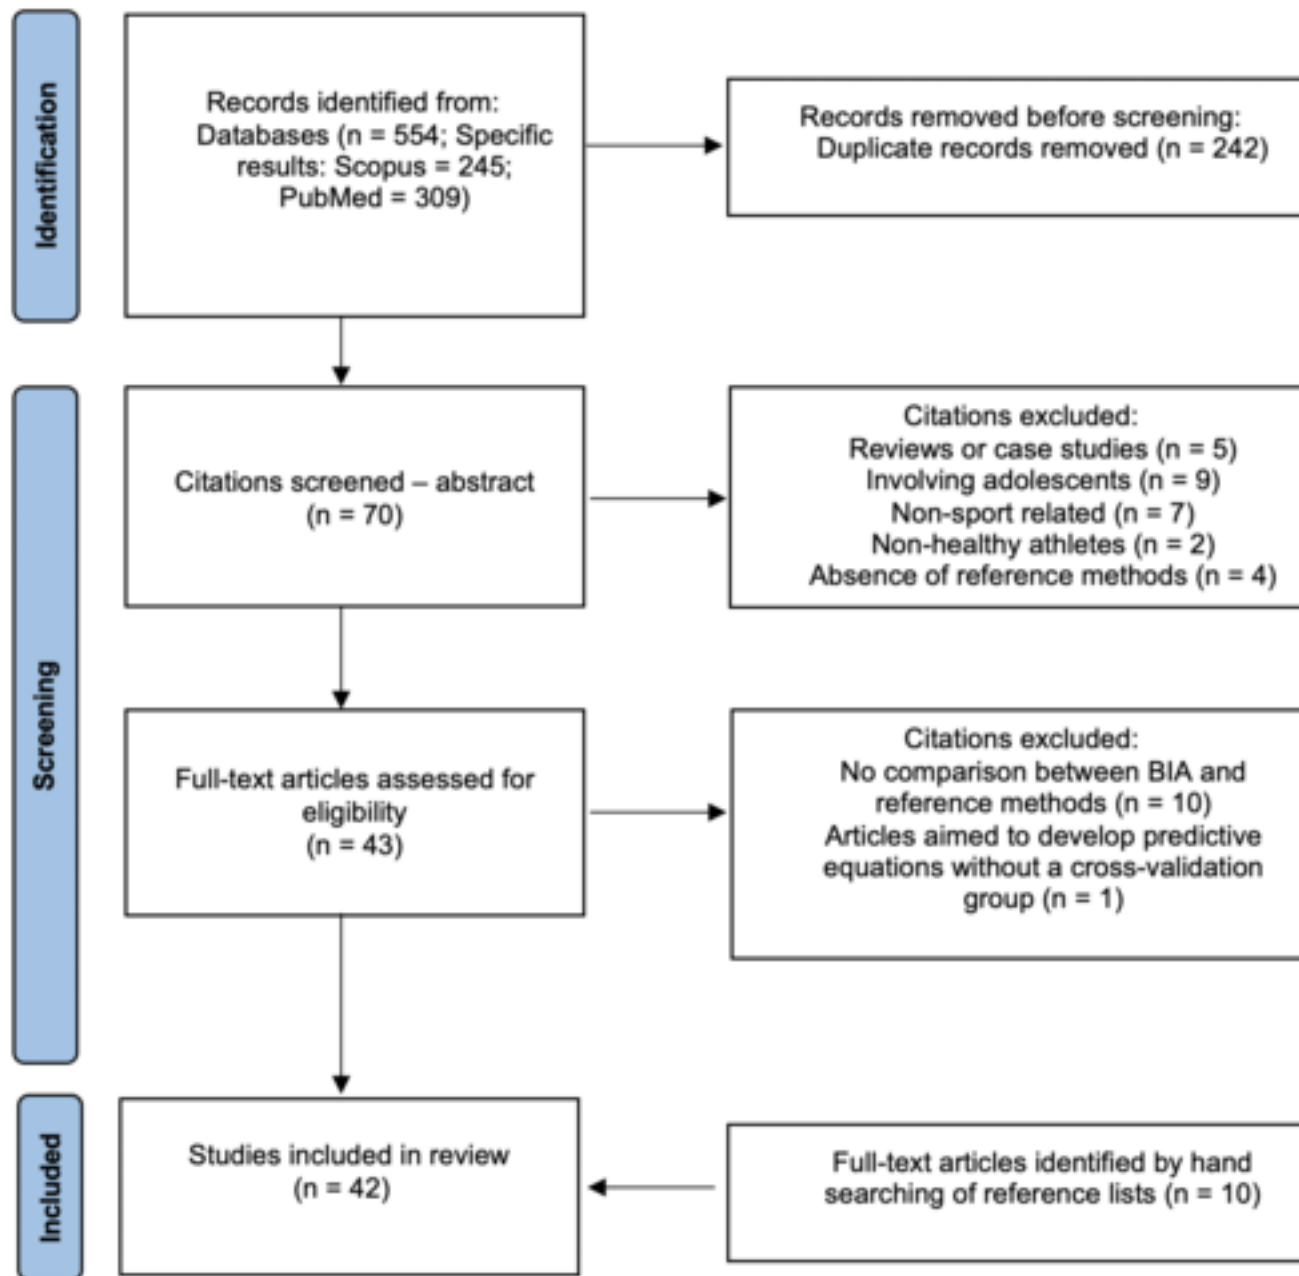 Identification
Records identified from:
Databases (n = 554; Specific
results: Scopus = 245;
PubMed = 309)
Records removed before screening:
Duplicate records removed (n = 242)
Screening
Citations screened – abstract
(n = 70)
Citations excluded:
Reviews or case studies (n = 5)
Involving adolescents (n = 9)
Non-sport related (n = 7)
Non-healthy athletes (n = 2)
Absence of reference methods (n = 4)
Full-text articles assessed for
eligibility
(n = 43)
Citations excluded:
No comparison between BIA and
reference methods (n = 10)
Articles aimed to develop predictive
equations without a cross-validation
group (n = 1)
Included
Studies included in review
(n = 42)
Full-text articles identified by hand
searching of reference lists (n = 10)